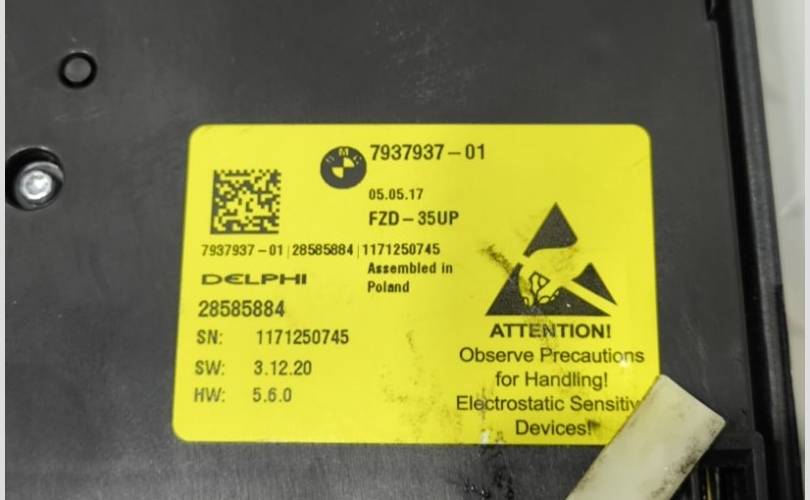 BMC
7937937-01
05.05.17
FZD-35UP
7937937-01|28585884|1171250745
Assembled in
Poland
DELPHI
28585884
SN: 1171250745
SW: 3.12.20
HW: 5.6.0
ATTENTION!
Observe Precautions
for Handling!
Electrostatic Sensitiv
Devices!